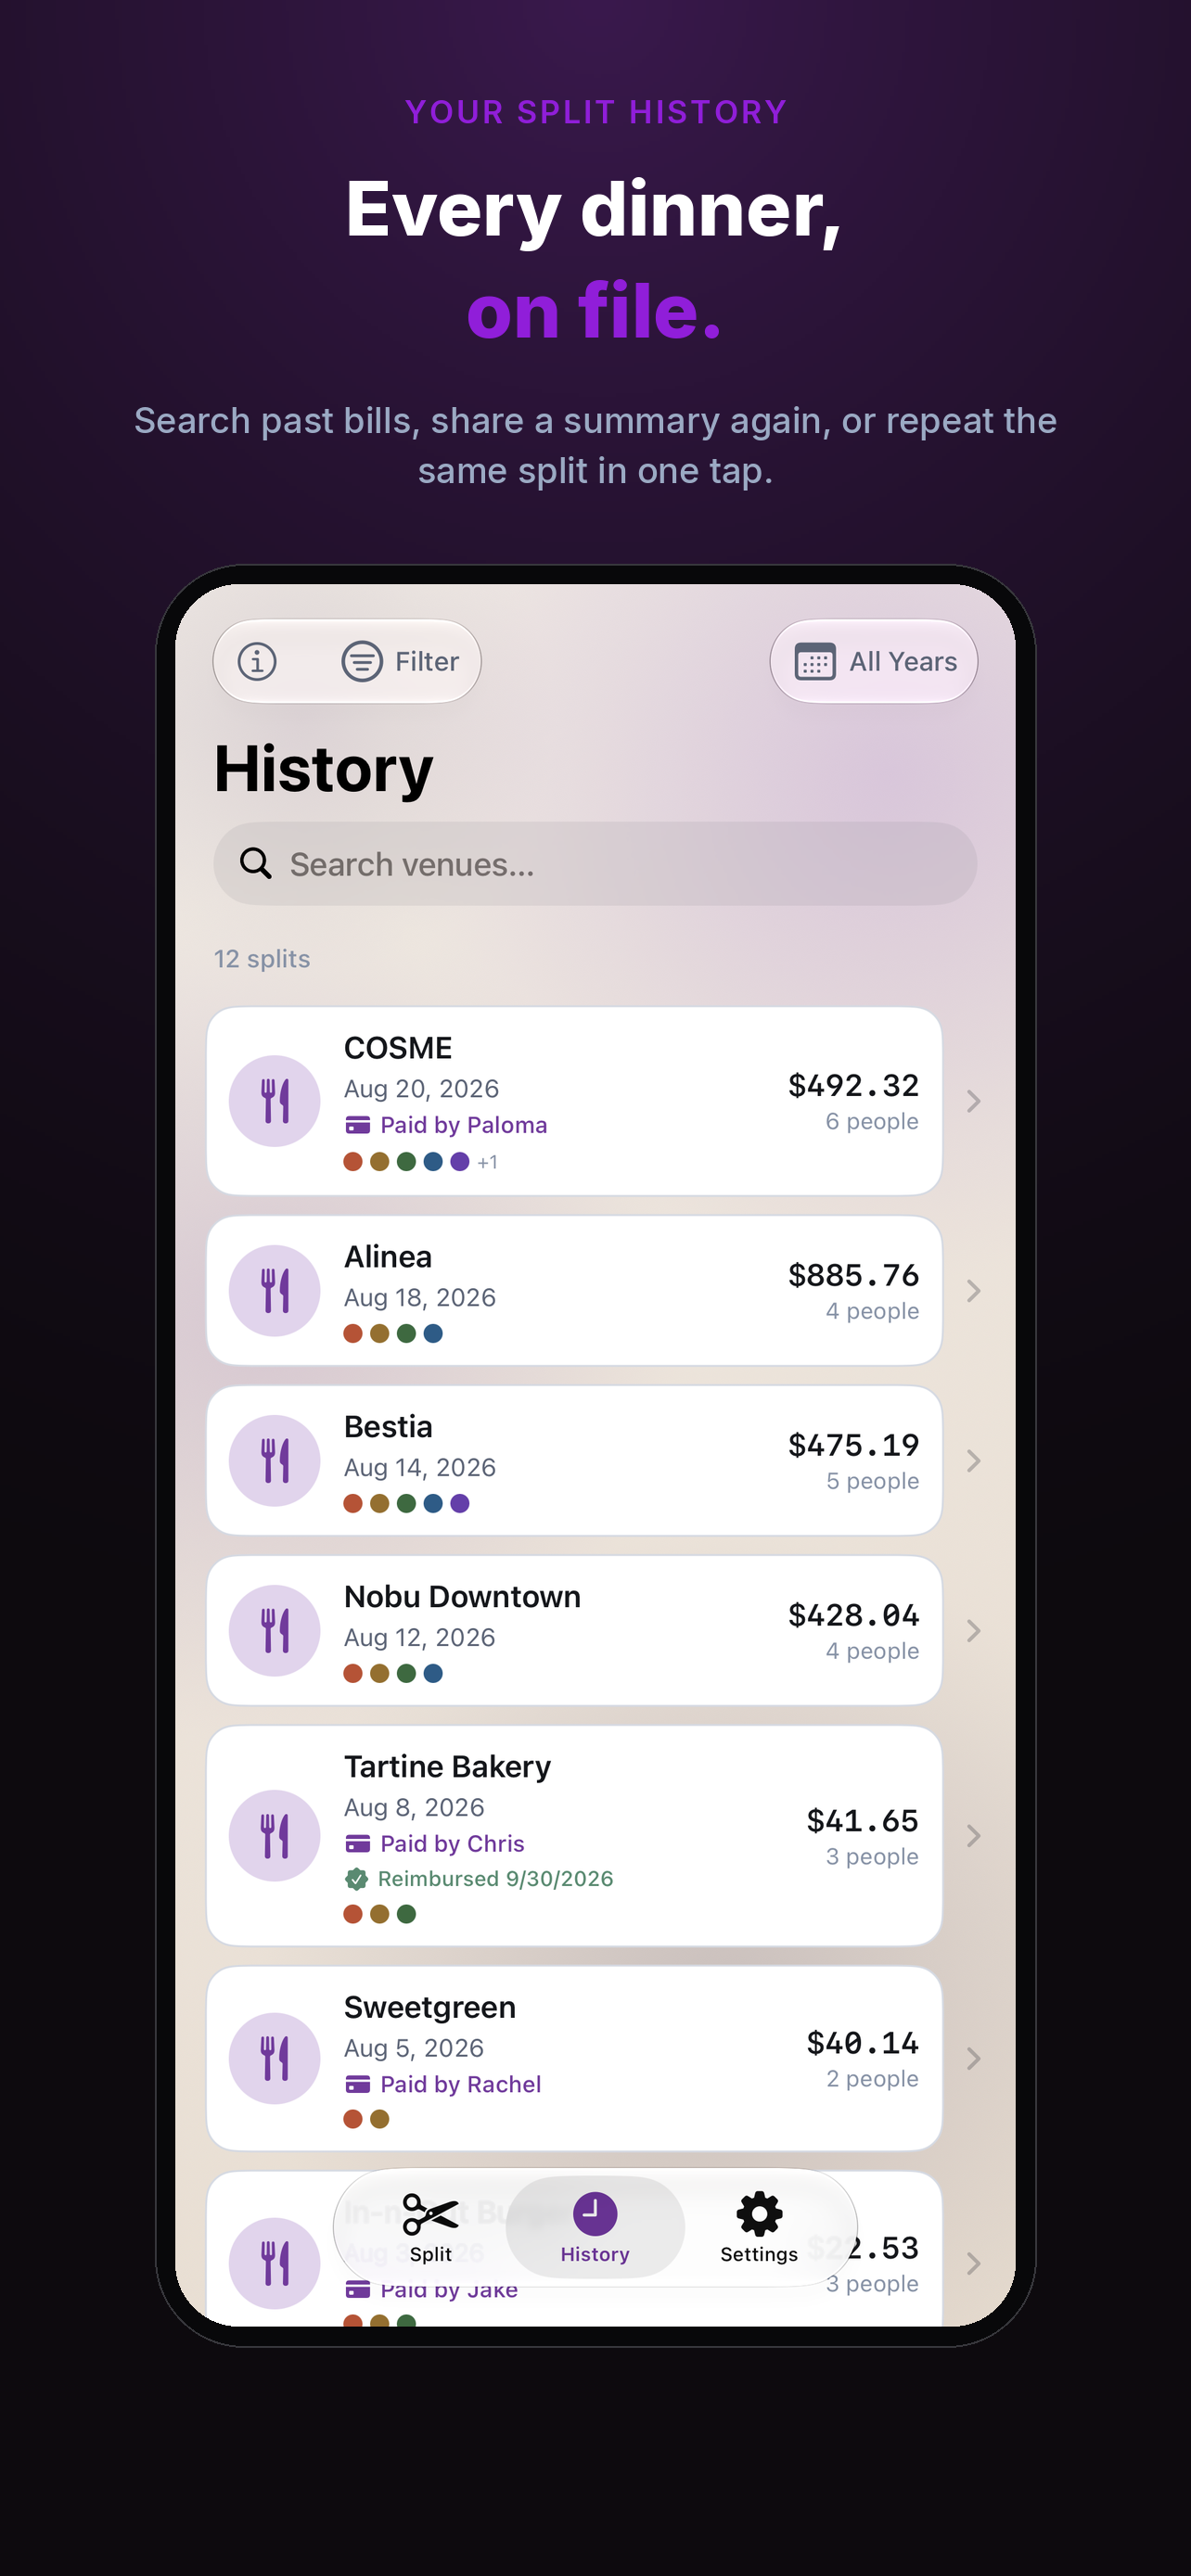 YOUR SPLIT HISTORY
Every dinner,
on file.
Search past bills, share a summary again, or repeat the
same split in one tap.
Filter
All Years
History
Search venues...
12 splits
COSME
Aug 20, 2026
Paid by Paloma
+1
$492.32
6 people
Alinea
Aug 18, 2026
$885.76
4 people
Bestia
Aug 14, 2026
$475.19
5 people
Nobu Downtown
Aug 12, 2026
$428.04
4 people
Tartine Bakery
Aug 8, 2026
Paid by Chris
Reimbursed 9/30/2026
$41.65
3 people
Sweetgreen
Aug 5, 2026
Paid by Rachel
$40.14
2 people
Aug 3, 2026
Paid by Jake
$22.53
3 people
Split
History
Settings